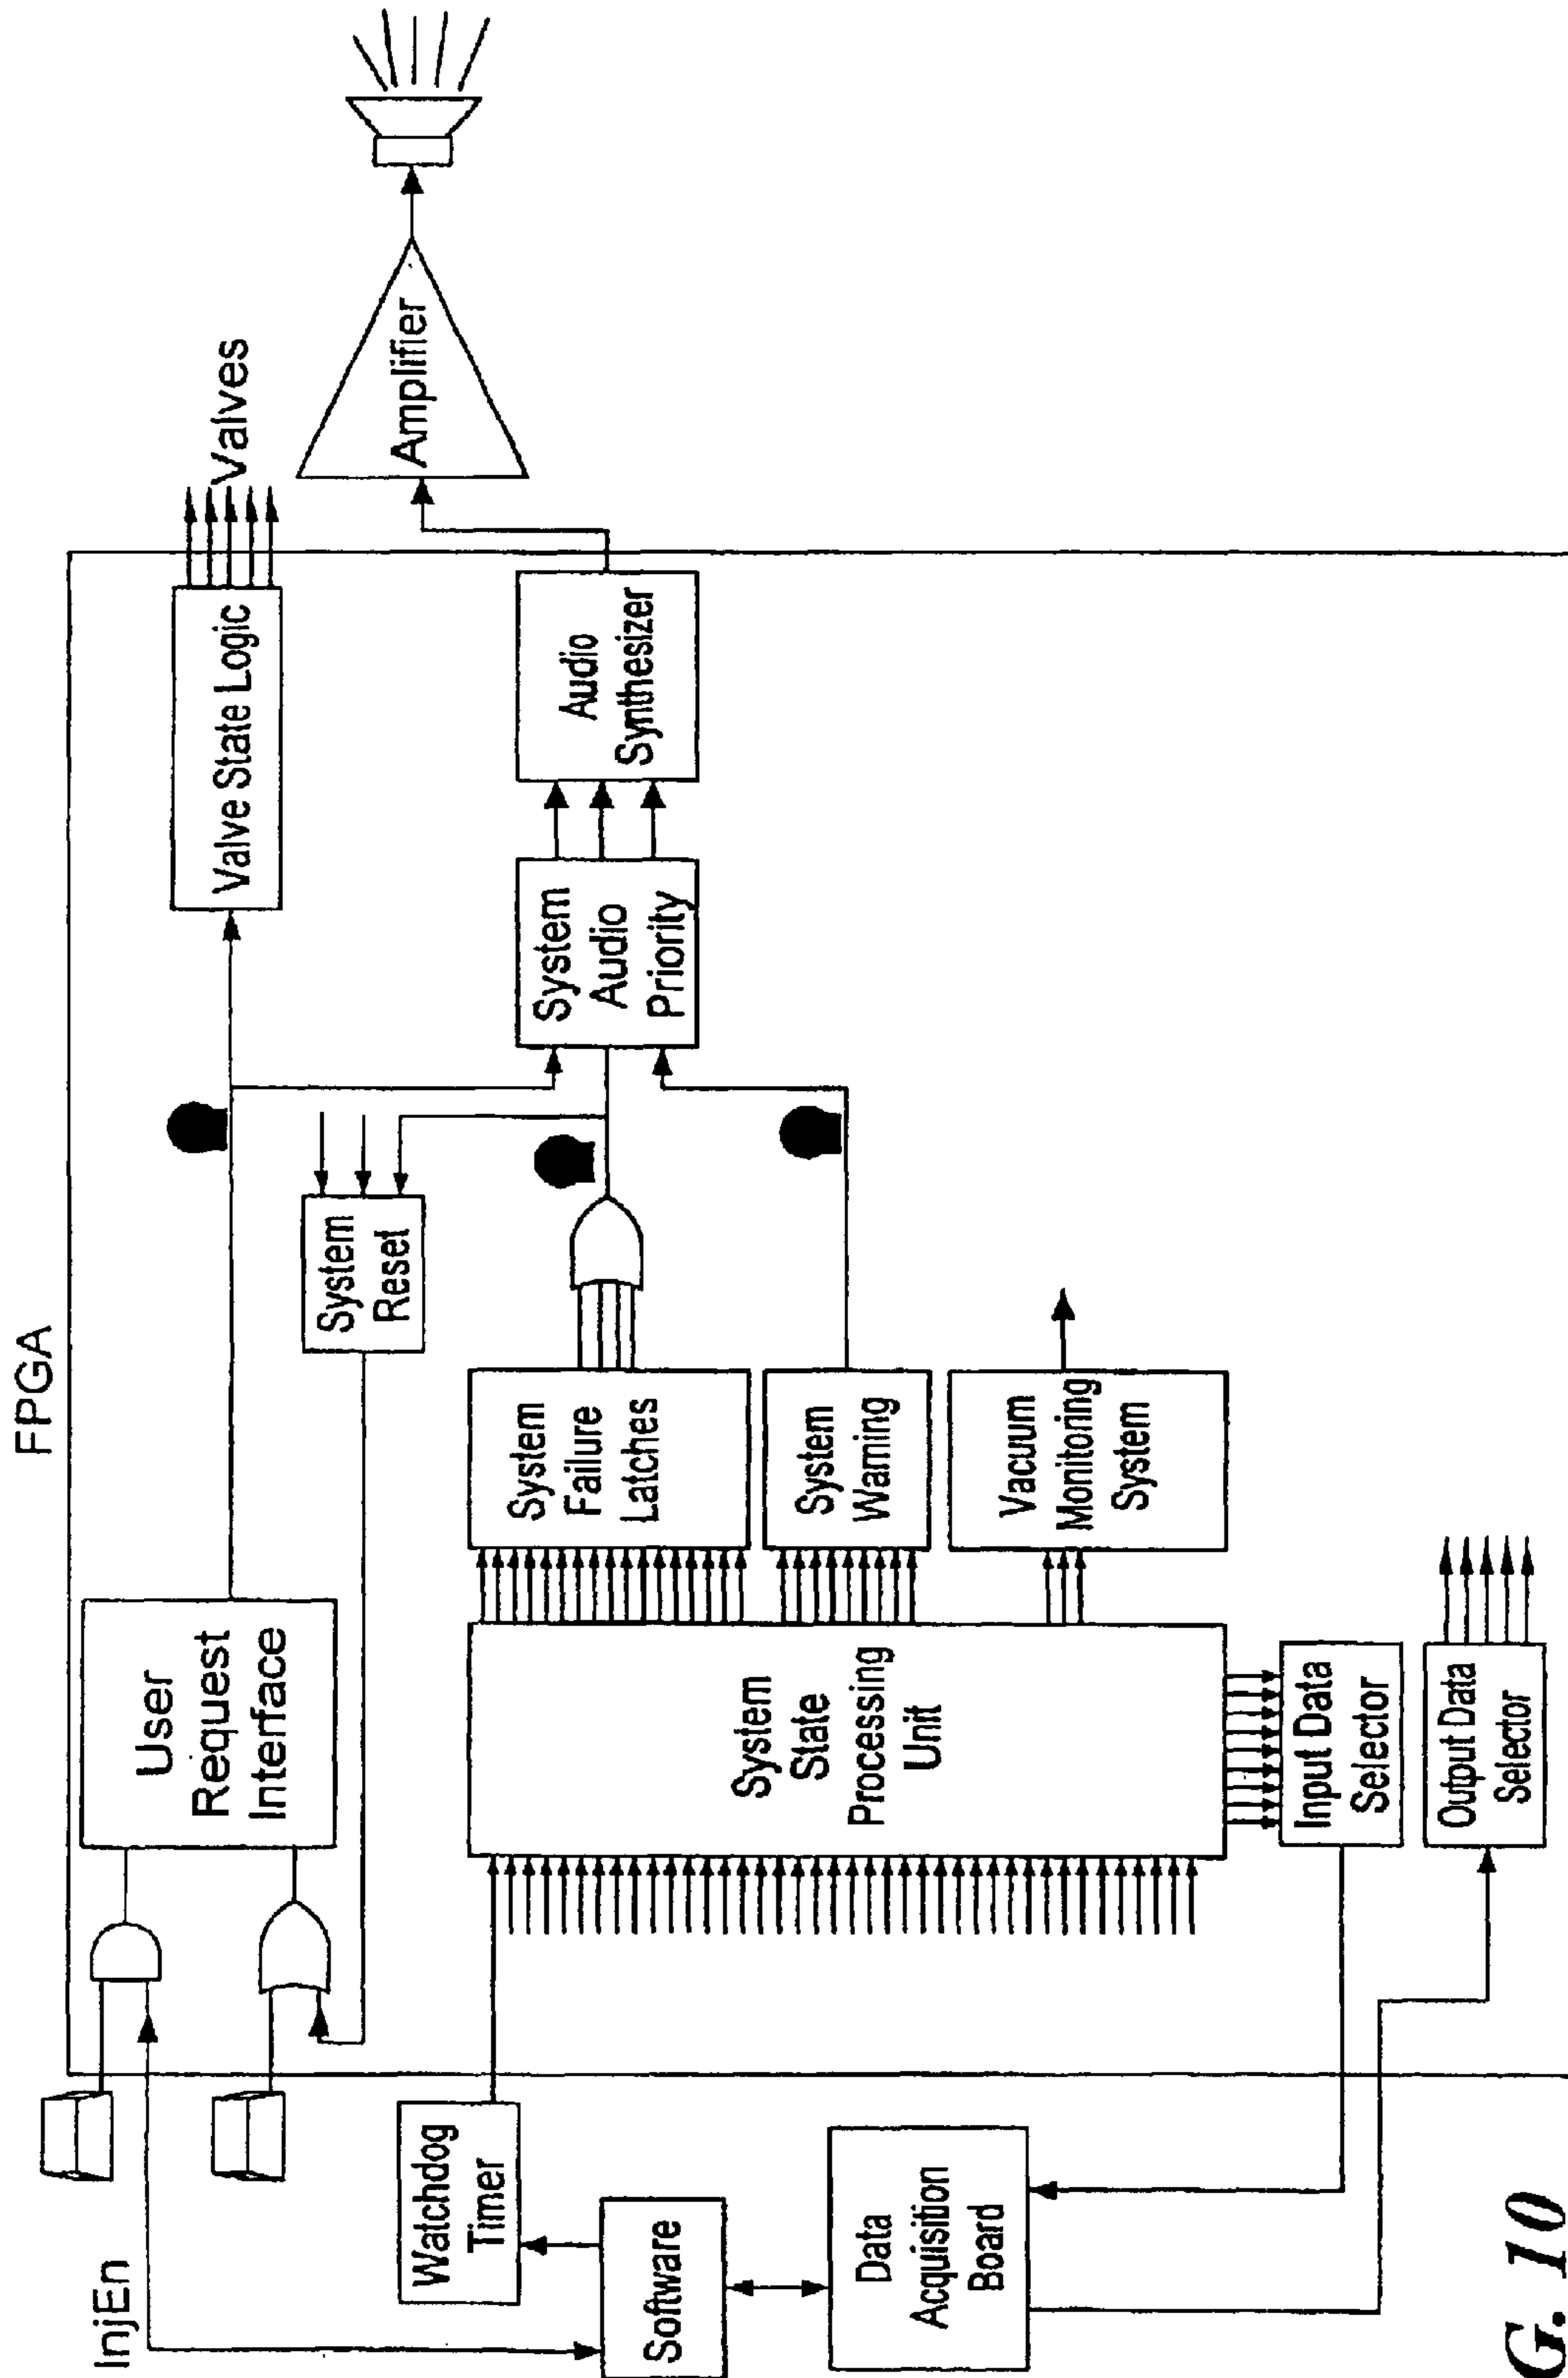 FPGA
InjEn
User
Request
Interface
Valve State Logic
Valves
System
Reset
Amplifier
Watchdog
Timer
Software
Data
Acquisition
Board
System
State
Processing
Unit
System
Failure
Latches
System
Warning
Vacuum
Monitoring
System
System
Audio
Priority
Audio
Synthesizer
Input Data
Selector
Output Data
Selector
G. 10